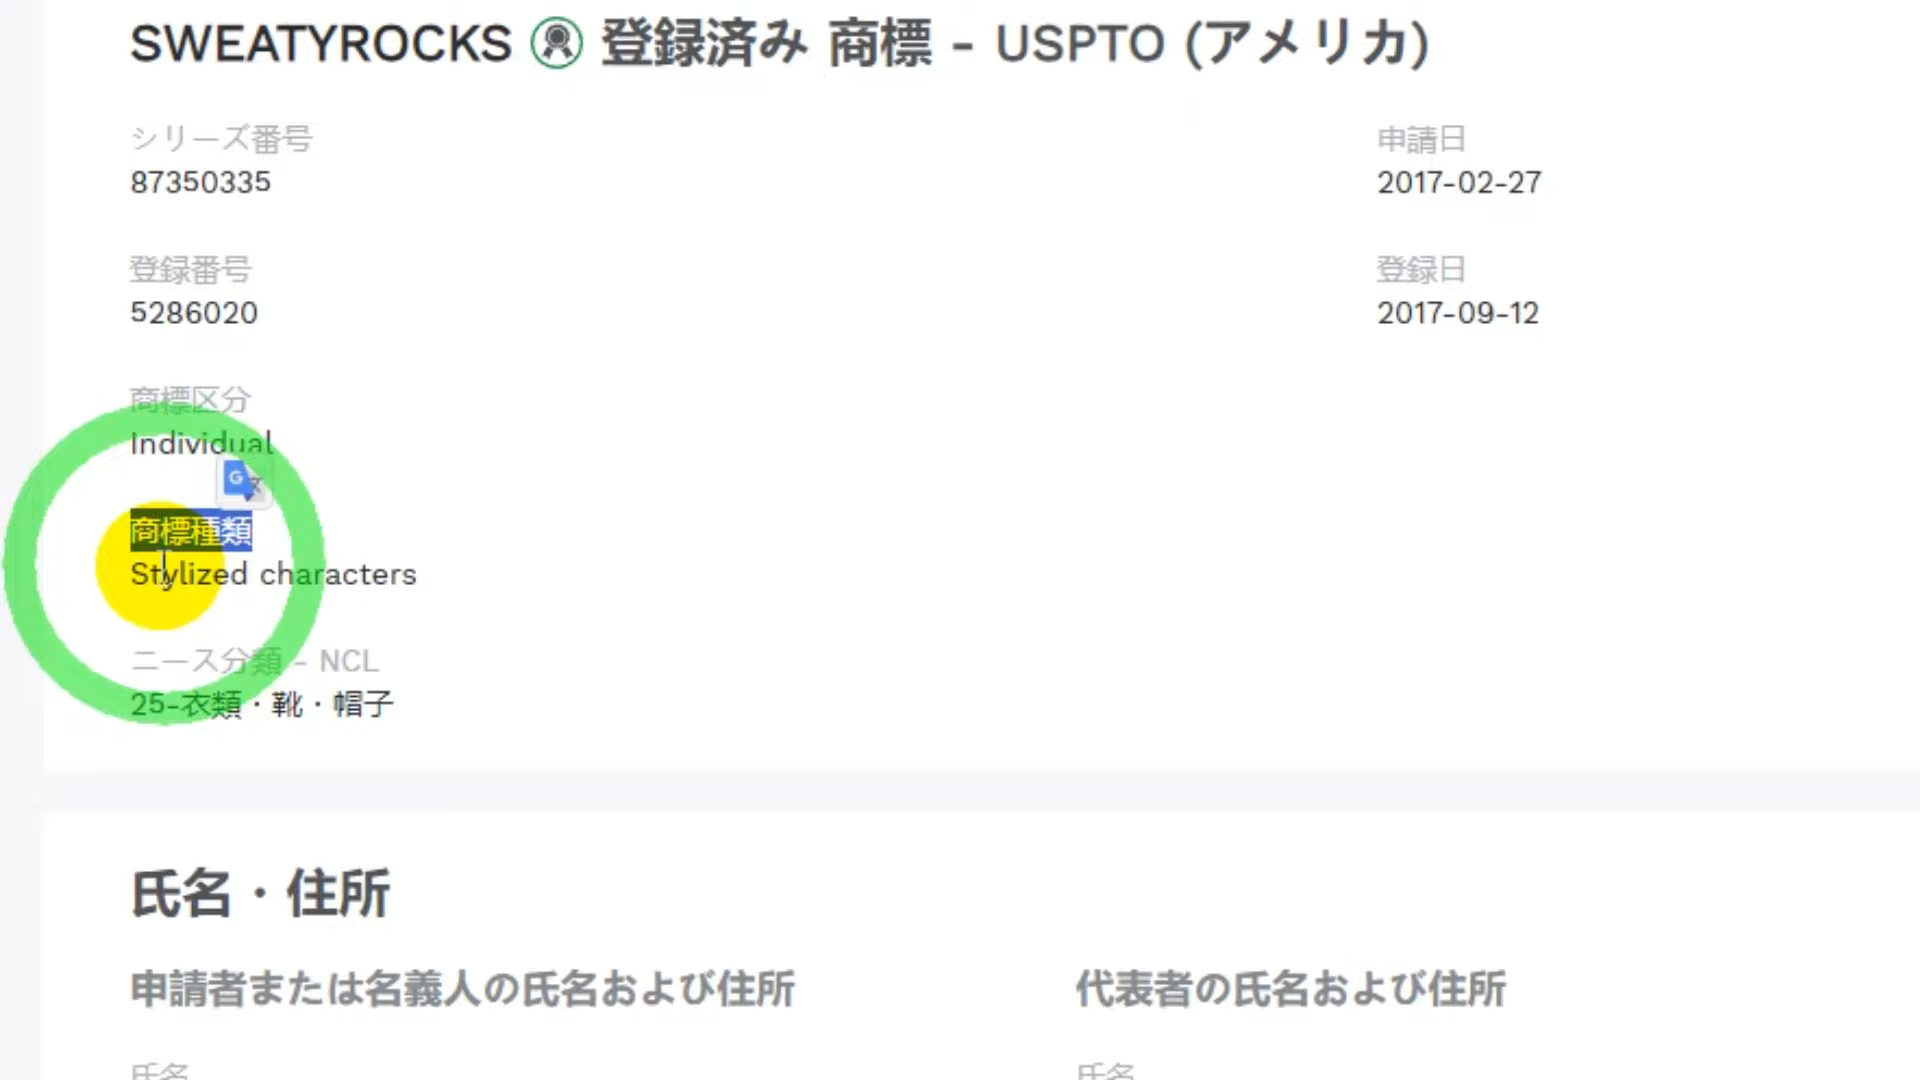 SWEATYROCKS 登録済み 商標 - USPTO (アメリカ)
シリーズ番号
87350335
申請日
2017-02-27
登録番号
5286020
登録日
2017-09-12
商標区分
Individual
商標種類
Stylized characters
ニース分類 - NCL
25-衣類・靴・帽子
氏名・住所
申請者または名義人の氏名および住所
代表者の氏名および住所
氏名
氏名